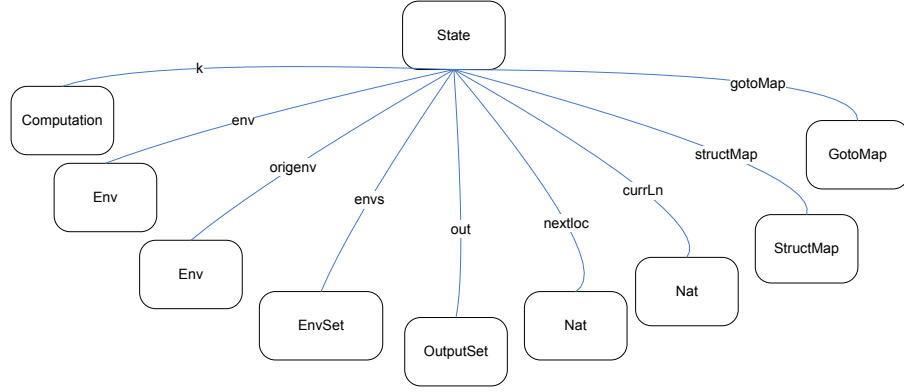 State
k
gotoMap
Computation
env
GotoMap
structMap
origenv
Env
currLn
envs
nextloc
out
StructMap
Env
Nat
EnvSet
Nat
OutputSet